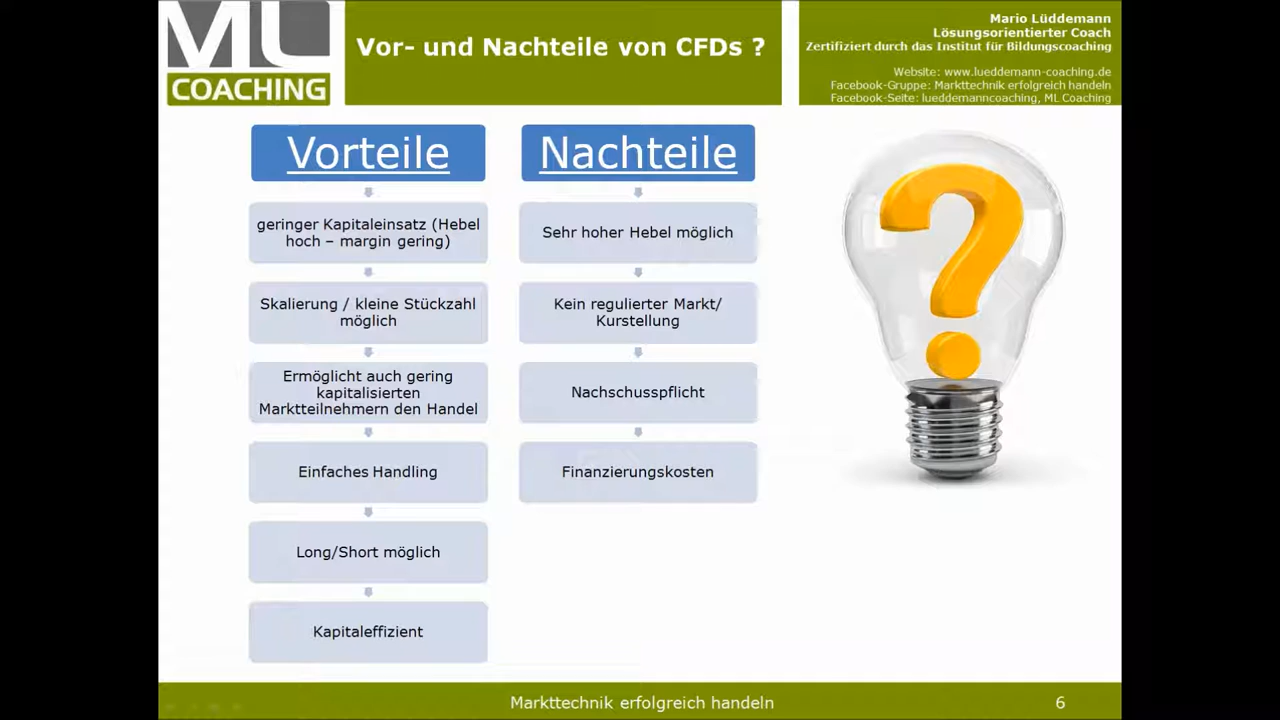 ML
COACHING
Vor- und Nachteile von CFDs ?
Mario Lüddemann
Lösungsorientierter Coach
Zertifiziert durch das Institut für Bildungscoaching
Website: www.lueddemann-coaching.de
Facebook-Gruppe: Markttechnik erfolgreich handeln
Facebook-Seite: lueddemanncoaching, ML Coaching
Vorteile
geringer Kapitaleinsatz (Hebel
hoch – margin gering)
Skalierung / kleine Stückzahl
möglich
Ermöglicht auch gering
kapitalisierten
Marktteilnehmern den Handel
Einfaches Handling
Long/Short möglich
Kapitaleffizient
Nachteile
Sehr hoher Hebel möglich
Kein regulierter Markt/
Kurstellung
Nachschusspflicht
Finanzierungskosten
?
Markttechnik erfolgreich handeln
6